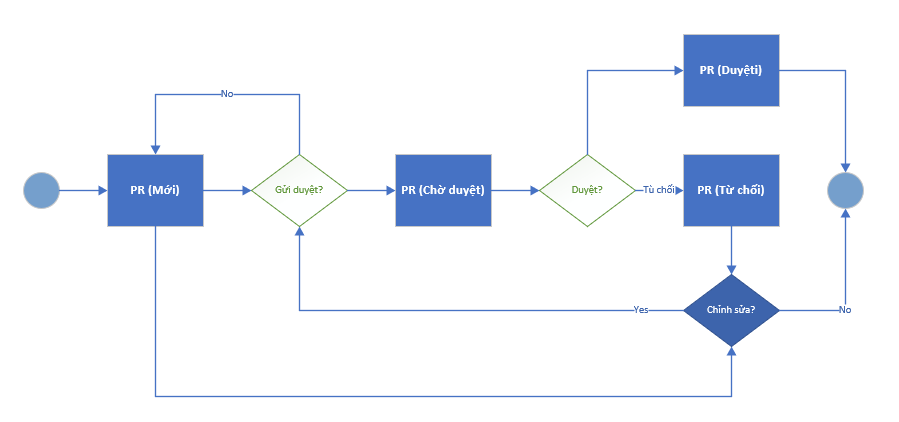 PR (Duyệti)
No
PR (Mới)
Gửi duyệt?
PR (Chờ duyệt)
Duyệt?
Từ chối
PR (Từ chối)
Yes
Chỉnh sửa?
No